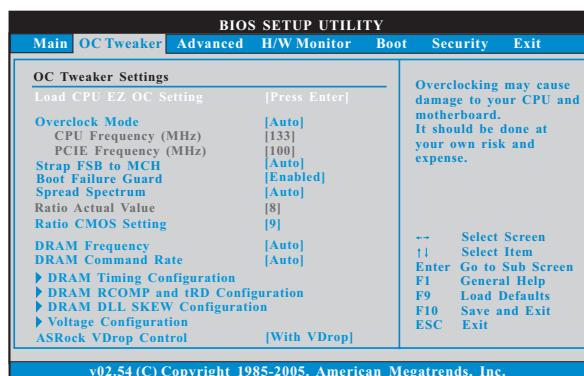 BIOS SETUP UTILITY
Main OC Tweaker Advanced H/W Monitor Boot Security Exit
OC Tweaker Settings
Load CPU EZ OC Setting [Press Enter]
Overclock Mode [Auto]
CPU Frequency (MHz) [133]
PCIE Frequency (MHz) [100]
Strap FSB to MCH [Auto]
Boot Failure Guard [Enabled]
Spread Spectrum [Auto]
Ratio Actual Value [8]
Ratio CMOS Setting [9]
DRAM Frequency [Auto]
DRAM Command Rate [Auto]
DRAM Timing Configuration
DRAM RCOMP and tRD Configuration
DRAM DLL SKEW Configuration
Voltage Configuration
ASRock VDrop Control [With VDrop]
Overclocking may cause
damage to your CPU and
motherboard.
It should be done at
your own risk and
expense.
←→ Select Screen
↑↓ Select Item
Enter Go to Sub Screen
F1 General Help
F9 Load Defaults
F10 Save and Exit
ESC Exit
v02.54 (C) Copyright 1985-2005, American Megatrends, Inc.